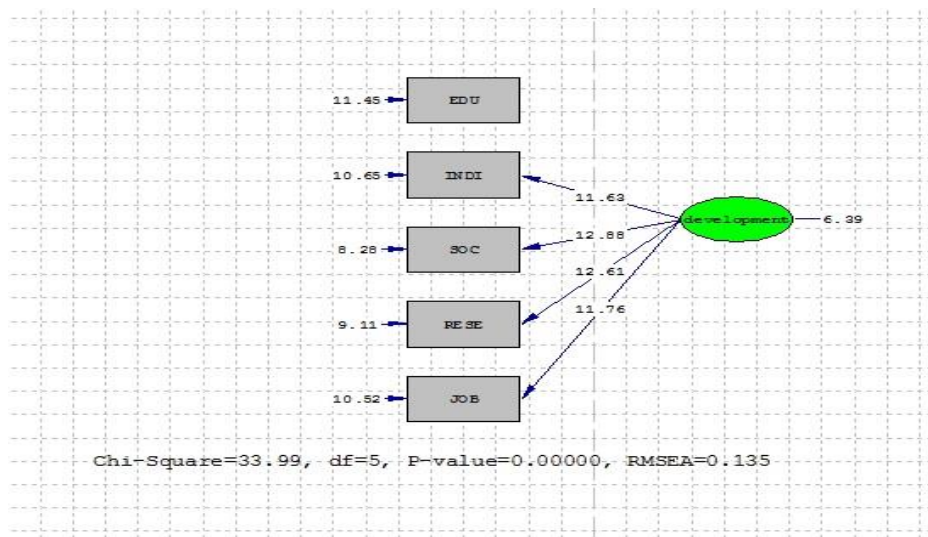 11.45 EDU
10.65 INDI
11.63
development 6.39
12.88
8.28 SOC
12.61
11.76
9.11 RESE
10.52 JOB
Chi-Square=33.99, df=5, P-value=0.00000, RMSEA=0.135